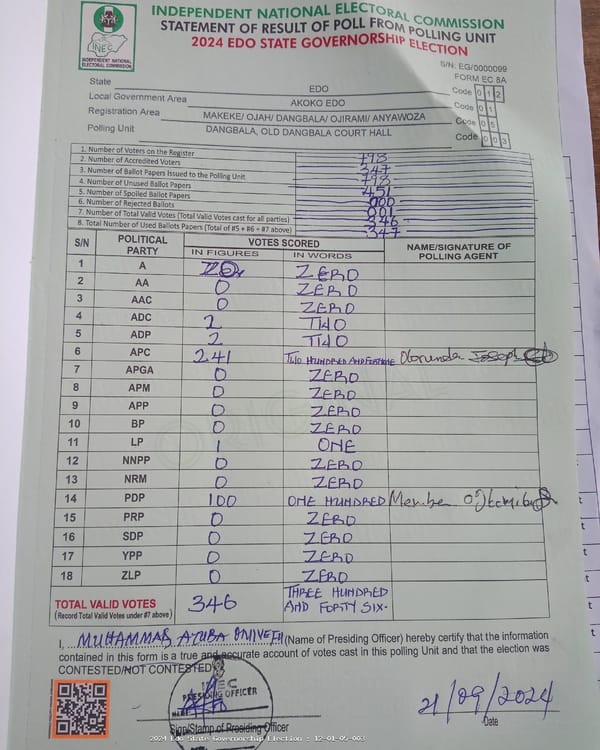 INDEPENDENT NATIONAL ELECTORAL COMMISSION
STATEMENT OF RESULT OF POLL FROM POLLING UNIT
2024 EDO STATE GOVERNORSHIP ELECTION
INEC
INDEPENDENT NATIONAL ELECTORAL COMMISSION
S/N: EG/0000099
FORM EC 8A
State EDO Code 0 1 2
Local Government Area AKOKO EDO Code 0 1
Registration Area MAKEKE/ OJAH/ DANGBALA/ OJIRAMI/ ANYAWOZA Code 0 5
Polling Unit DANGBALA, OLD DANGBALA COURT HALL Code 0 0 3
1. Number of Voters on the Register 798
2. Number of Accredited Voters 347
3. Number of Ballot Papers Issued to the Polling Unit 798
4. Number of Unused Ballot Papers 451
5. Number of Spoiled Ballot Papers 000
6. Number of Rejected Ballots 001
7. Number of Total Valid Votes (Total Valid Votes cast for all parties) 346
8. Total Number of Used Ballots Papers (Total of #5 + #6 + #7 above) 347
S/N POLITICAL PARTY VOTES SCORED NAME/SIGNATURE OF POLLING AGENT
IN FIGURES IN WORDS
1 A ZERO
2 AA 0 ZERO
3 AAC 0 ZERO
4 ADC 2 TWO
5 ADP 2 TWO
6 APC 241 TWO HUNDRED AND Joseph
7 APGA 0 ZERO
8 APM 0 ZERO
9 APP 0 ZERO
10 BP 0 ZERO
11 LP 1 ONE
12 NNPP 0 ZERO
13 NRM 0 ZERO
14 PDP 100 ONE HUNDRED
15 PRP 0 ZERO
16 SDP 0 ZERO
17 YPP 0 ZERO
18 ZLP 0 ZERO
TOTAL VALID VOTES 346 THREE HUNDRED AND FORTY SIX.
(Record Total Valid Votes under #7 above)
I, MUHAMMAD (Name of Presiding Officer) hereby certify that the information
contained in this form is a true and accurate account of votes cast in this polling Unit and that the election was
CONTESTED/NOT CONTESTED
INEC
PRESIDING OFFICER
Sign/Stamp of Presiding Officer
21/09/2024
Date
2024 Edo State Governorship Election : 12-01-05-003